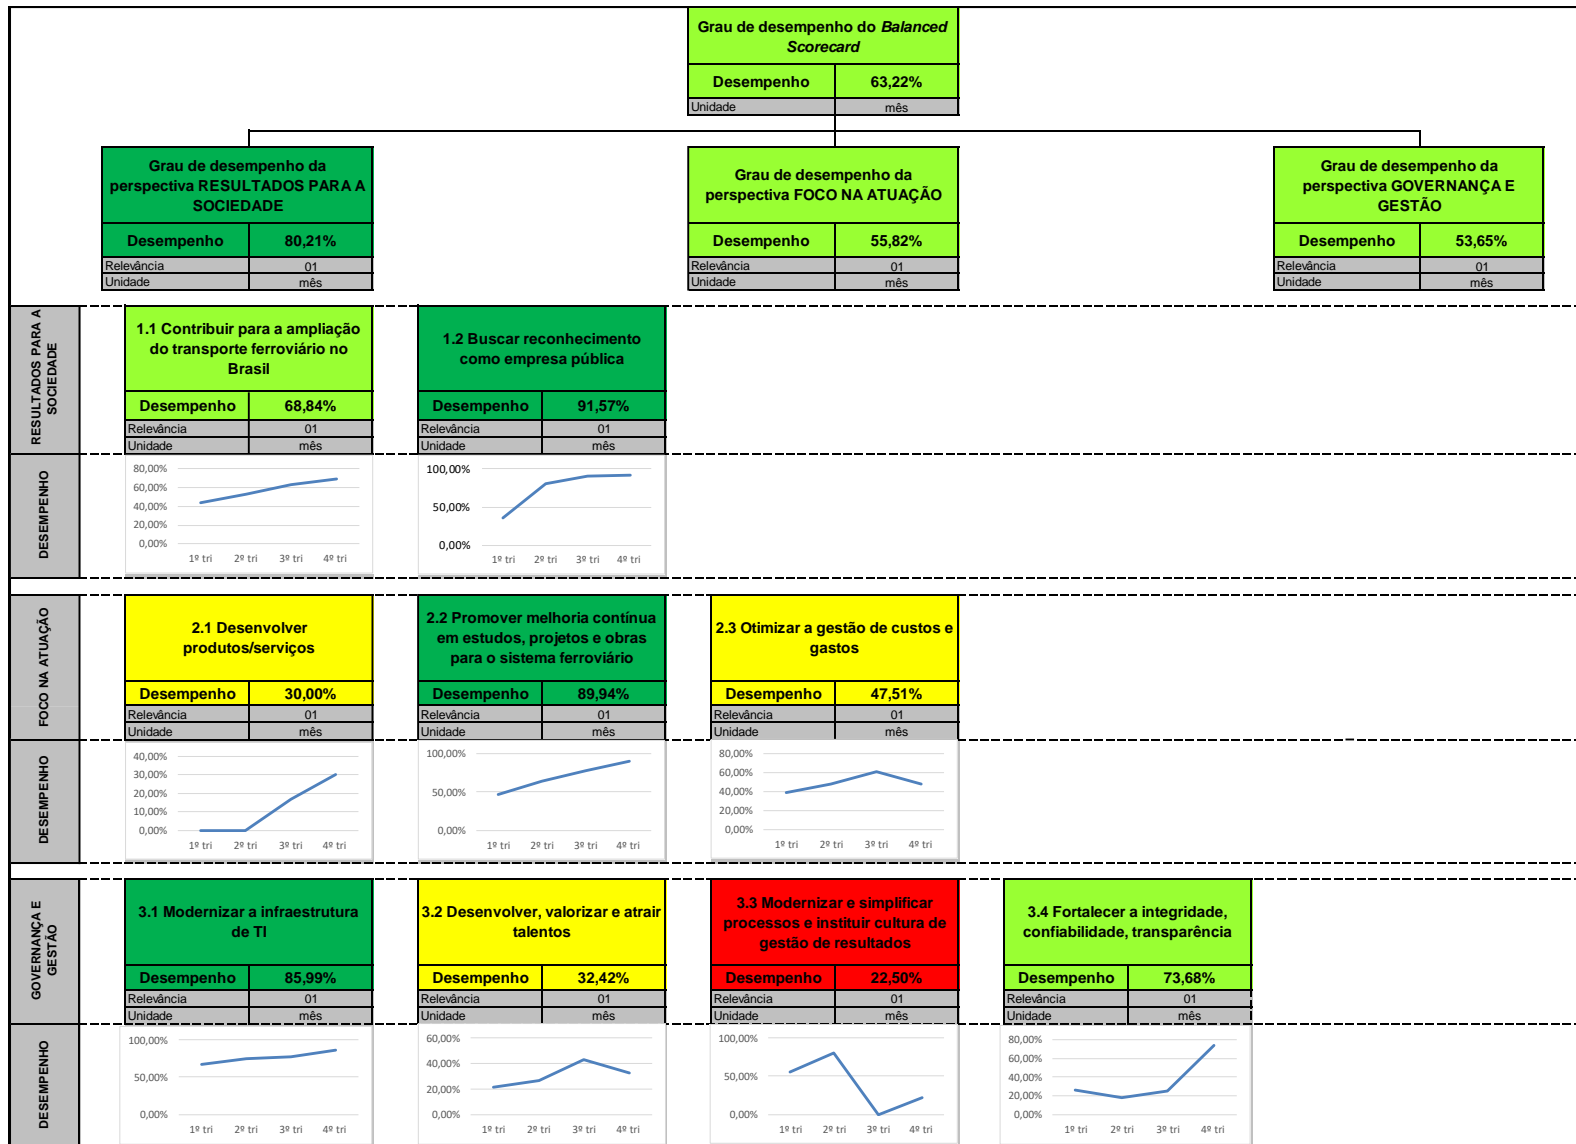 Grau de desempenho do Balanced
Scorecard
Desempenho 63,22%
Unidade mês
Grau de desempenho da
perspectiva RESULTADOS PARA A
SOCIEDADE
Desempenho 80,21%
Relevância 01
Unidade mês
Grau de desempenho da
perspectiva FOCO NA ATUAÇÃO
Desempenho 55,82%
Relevância 01
Unidade mês
Grau de desempenho da
perspectiva GOVERNANÇA E
GESTÃO
Desempenho 53,65%
Relevância 01
Unidade mês
RESULTADOS PARA A
SOCIEDADE
1.1 Contribuir para a ampliação
do transporte ferroviário no
Brasil
Desempenho 68,84%
Relevância 01
Unidade mês
1.2 Buscar reconhecimento
como empresa pública
Desempenho 91,57%
Relevância 01
Unidade mês
DESEMPENHO
80,00%
60,00%
40,00%
20,00%
0,00%
1º tri 2º tri 3º tri 4º tri
100,00%
50,00%
0,00%
1º tri 2º tri 3º tri 4º tri
FOCO NA ATUAÇÃO
2.1 Desenvolver
produtos/serviços
Desempenho 30,00%
Relevância 01
Unidade mês
2.2 Promover melhoria contínua
em estudos, projetos e obras
para o sistema ferroviário
Desempenho 89,94%
Relevância 01
Unidade mês
2.3 Otimizar a gestão de custos e
gastos
Desempenho 47,51%
Relevância 01
Unidade mês
DESEMPENHO
40,00%
30,00%
20,00%
10,00%
0,00%
1º tri 2º tri 3º tri 4º tri
100,00%
50,00%
0,00%
1º tri 2º tri 3º tri 4º tri
80,00%
60,00%
40,00%
20,00%
0,00%
1º tri 2º tri 3º tri 4º tri
GOVERNANÇA E
GESTÃO
3.1 Modernizar a infraestrutura
de TI
Desempenho 85,99%
Relevância 01
Unidade mês
3.2 Desenvolver, valorizar e atrair
talentos
Desempenho 32,42%
Relevância 01
Unidade mês
3.3 Modernizar e simplificar
processos e instituir cultura de
gestão de resultados
Desempenho 22,50%
Relevância 01
Unidade mês
3.4 Fortalecer a integridade,
confiabilidade, transparência
Desempenho 73,68%
Relevância 01
Unidade mês
DESEMPENHO
100,00%
50,00%
0,00%
1º tri 2º tri 3º tri 4º tri
60,00%
40,00%
20,00%
0,00%
1º tri 2º tri 3º tri 4º tri
100,00%
50,00%
0,00%
1º tri 2º tri 3º tri 4º tri
80,00%
60,00%
40,00%
20,00%
0,00%
1º tri 2º tri 3º tri 4º tri